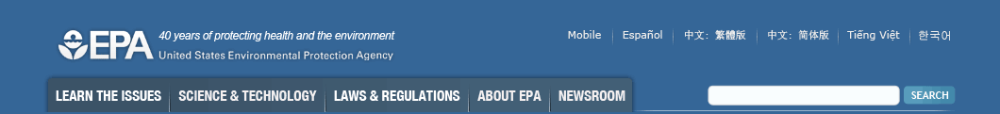 EPA 40 years of protecting health and the environment
United States Environmental Protection Agency
Mobile Español 中文: 繁體版 中文: 简体版 Tiếng Việt 한국어
LEARN THE ISSUES SCIENCE & TECHNOLOGY LAWS & REGULATIONS ABOUT EPA NEWSROOM
SEARCH